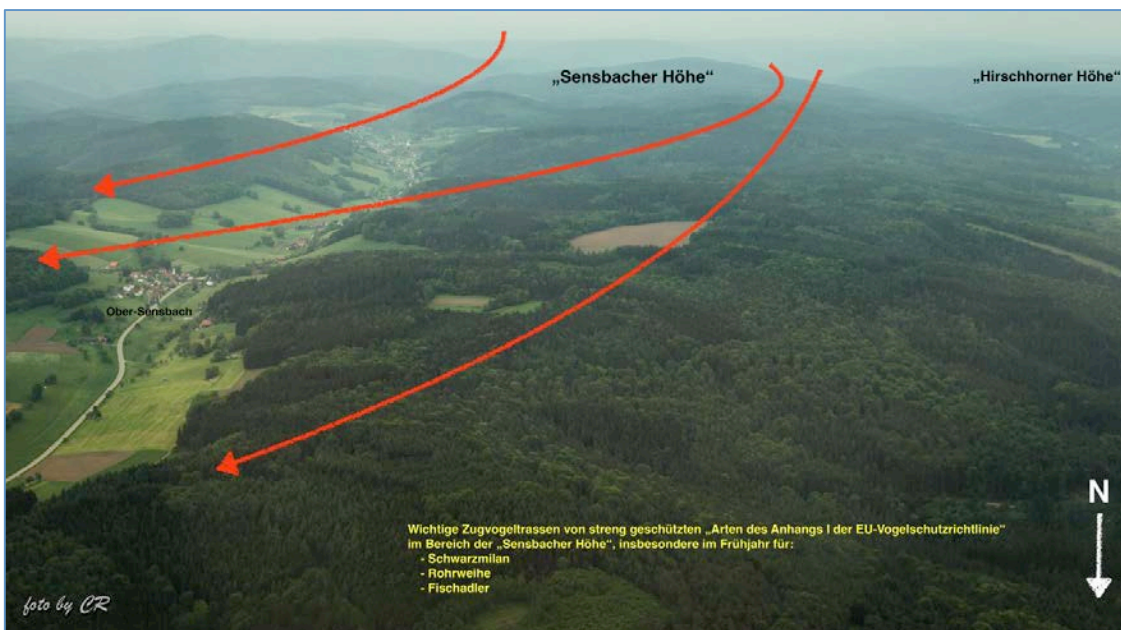 „Sensbacher Höhe“
„Hirschhorner Höhe“
Ober-Sensbach
N
Wichtige Zugvogeltrassen von streng geschützten „Arten des Anhangs I der EU-Vogelschutzrichtlinie“
im Bereich der „Sensbacher Höhe“, insbesondere im Frühjahr für:
- Schwarzmilan
- Rohrweihe
- Fischadler
foto by CR